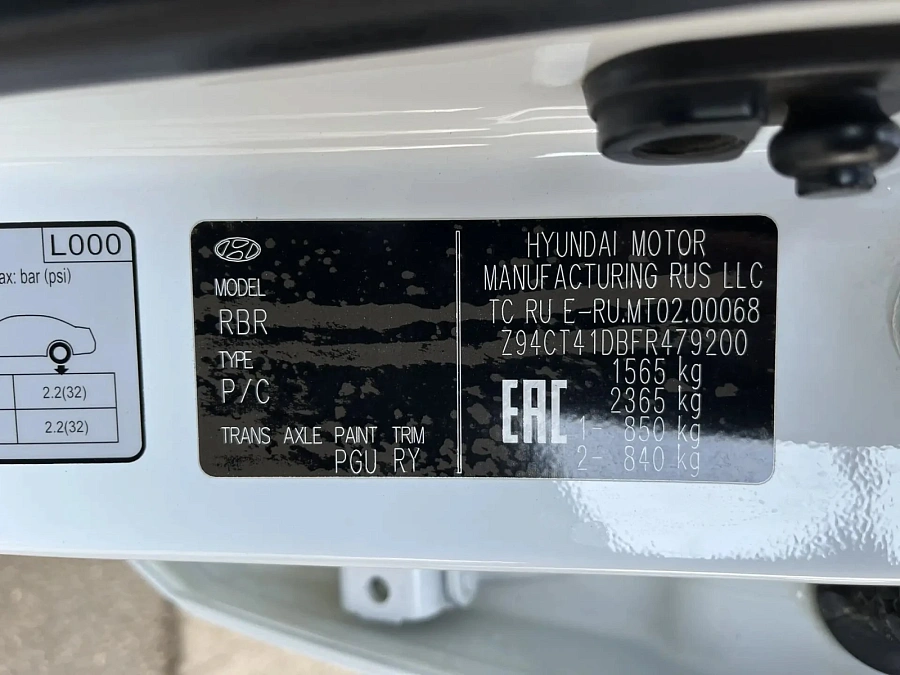 L000
ax: bar (psi)
2.2(32)
2.2(32)
MODEL
RBR
TYPE
P/C
TRANS AXLE PAINT TRIM
PGU RY
HYUNDAI MOTOR
MANUFACTURING RUS LLC
TC RU E-RU.MT02.00068
Z94CT41DBFR479200
1565 kg
2365 kg
EAC
1- 850 kg
2- 840 kg